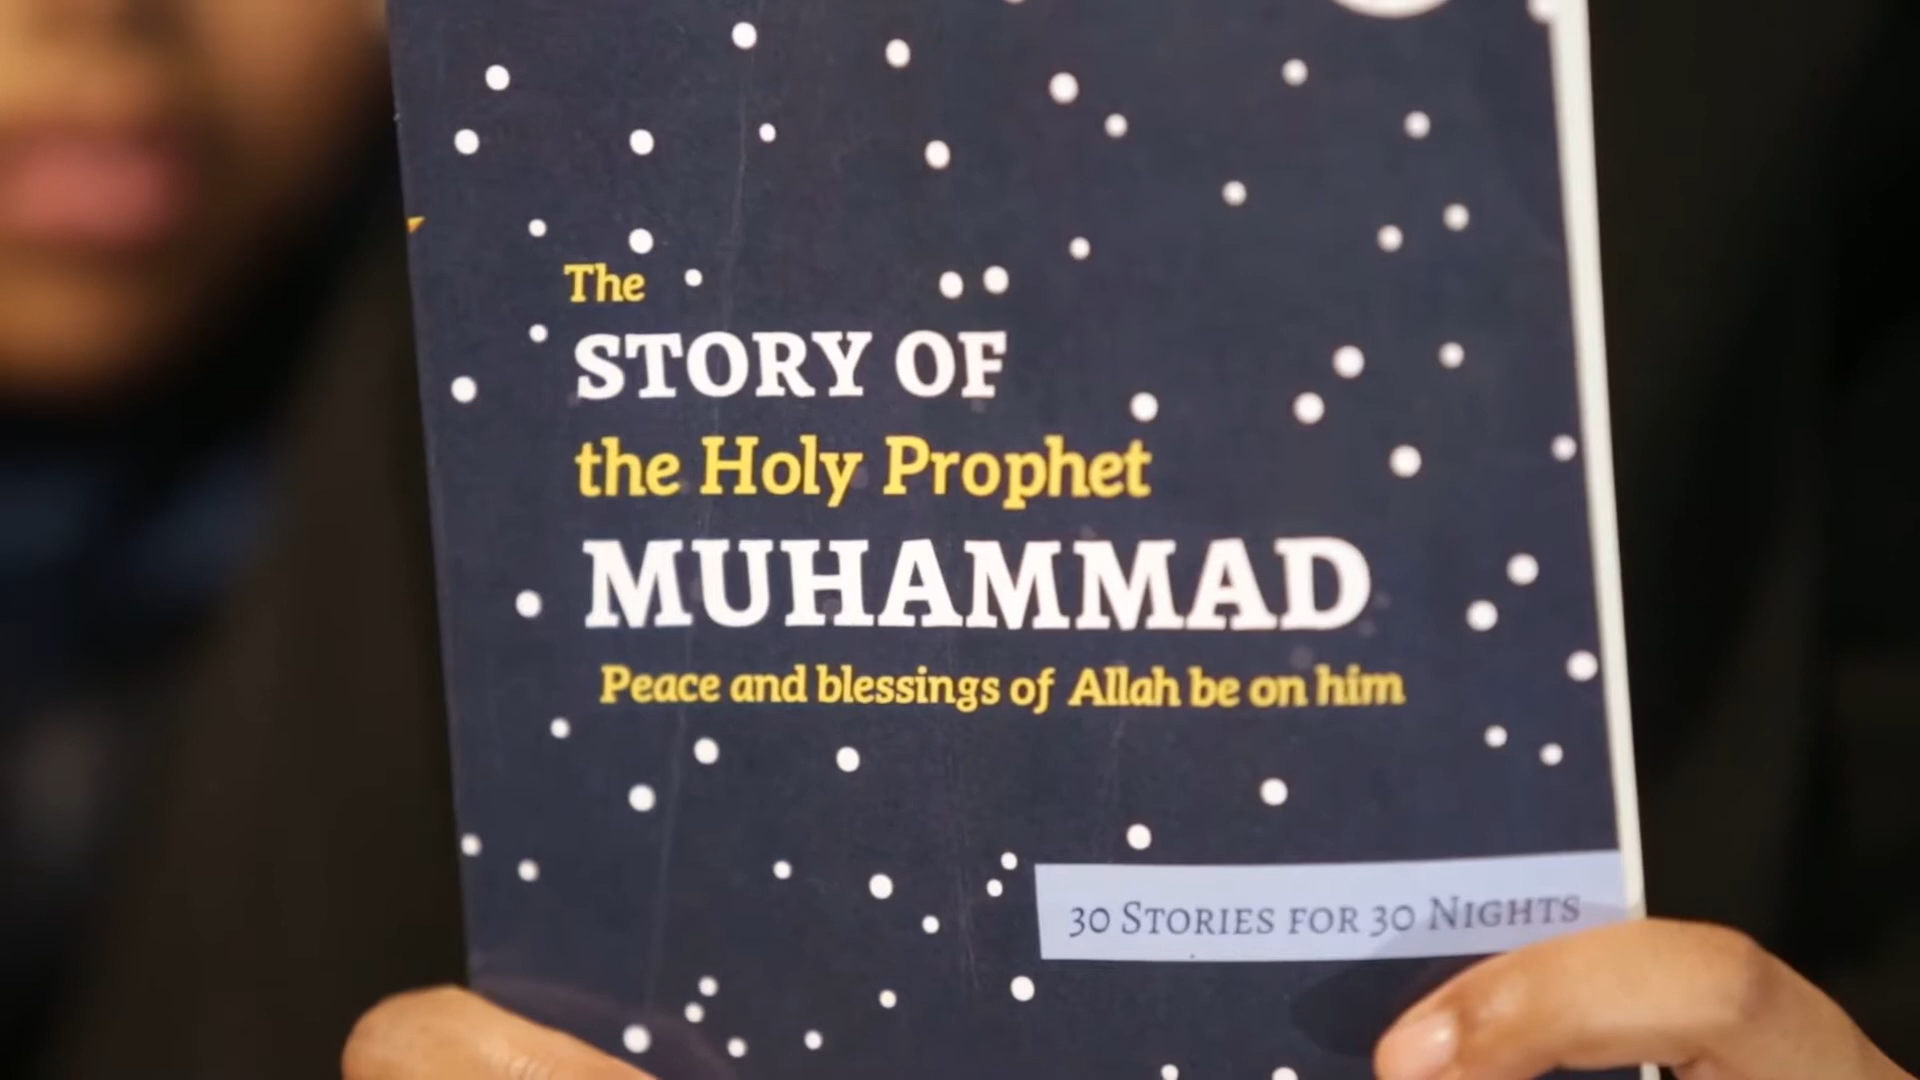 The
STORY OF
the Holy Prophet
MUHAMMAD
Peace and blessings of Allah be on him
30 STORIES FOR 30 NIGHTS